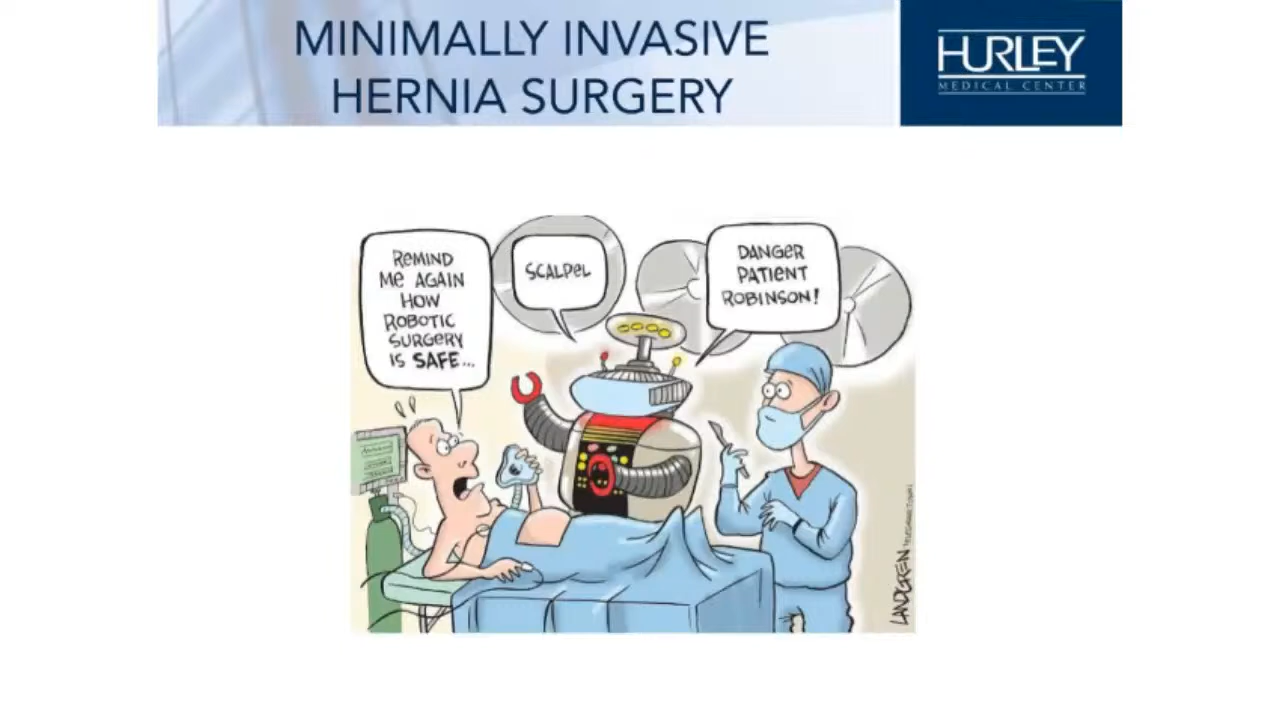 MINIMALLY INVASIVE
HERNIA SURGERY
HURLEY
MEDICAL CENTER
REMIND
ME AGAIN
HOW
ROBOTIC
SURGERY
IS SAFE...
SCALPEL
DANGER
PATIENT
ROBINSON!
LANDGREN